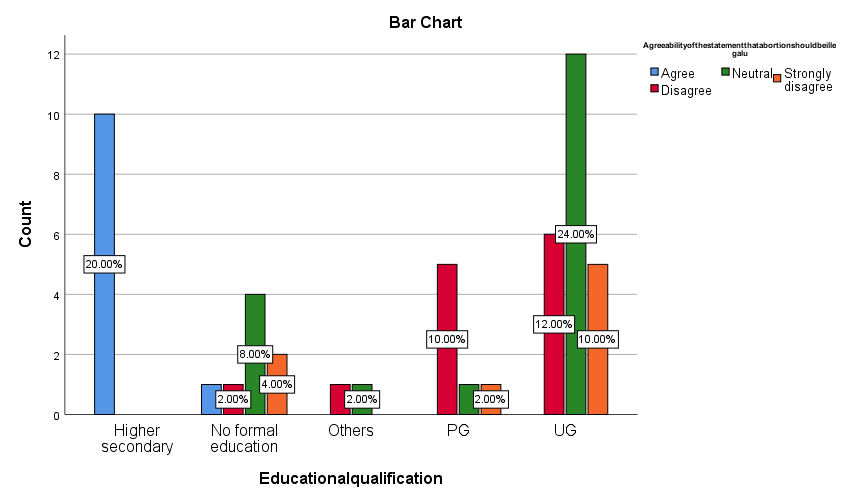 Bar Chart
Agreeabilityofthestatementthatabortionshouldbeille
galu
Agree
Neutral
Strongly
disagree
Disagree
Count
12
10
8
6
4
2
0
20.00%
2.00%
8.00%
4.00%
2.00%
10.00%
2.00%
12.00%
24.00%
10.00%
Higher
secondary
No formal
education
Others
PG
UG
Educationalqualification